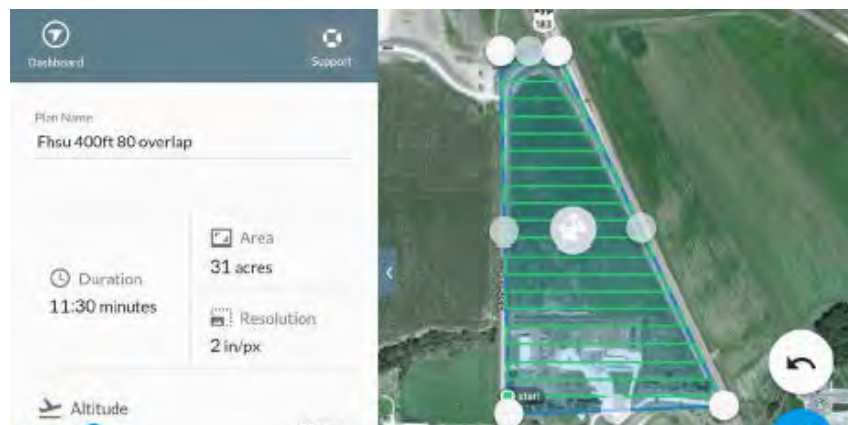 Dashboard
Support
Plan Name
Fhsu 400ft 80 overlap
Area
31 acres
Duration
11:30 minutes
Resolution
2 in/px
Altitude
183
start